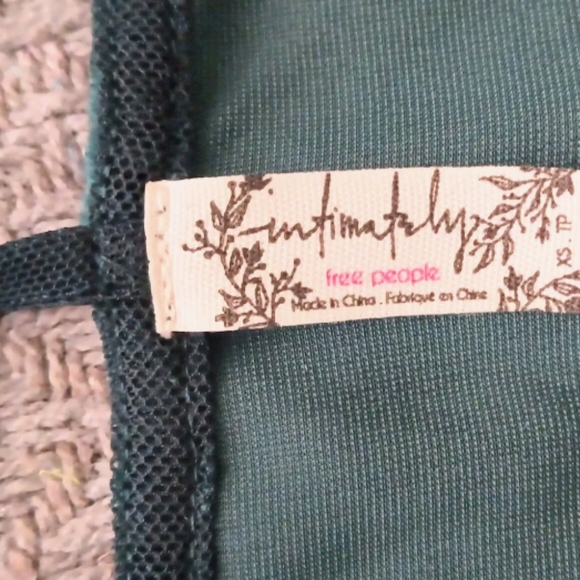 intimately
free people
Made in China . Fabriqué en Chine
XS . TP